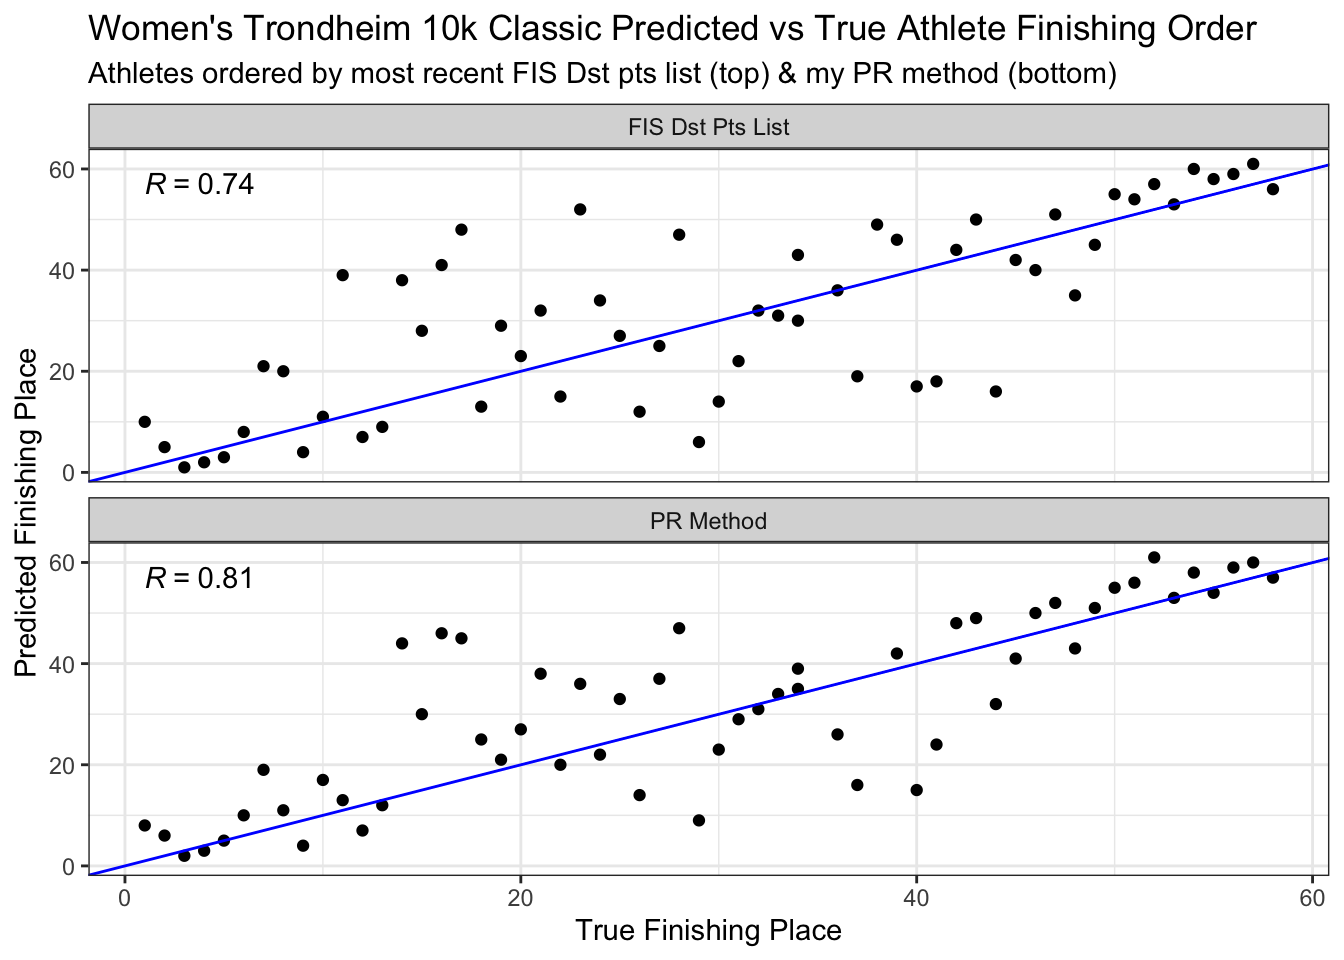 Women's Trondheim 10k Classic Predicted vs True Athlete Finishing Order
Athletes ordered by most recent FIS Dst pts list (top) & my PR method (bottom)
FIS Dst Pts List
R = 0.74
60
40
20
0
PR Method
R = 0.81
60
40
20
0
Predicted Finishing Place
0 20 40 60
True Finishing Place